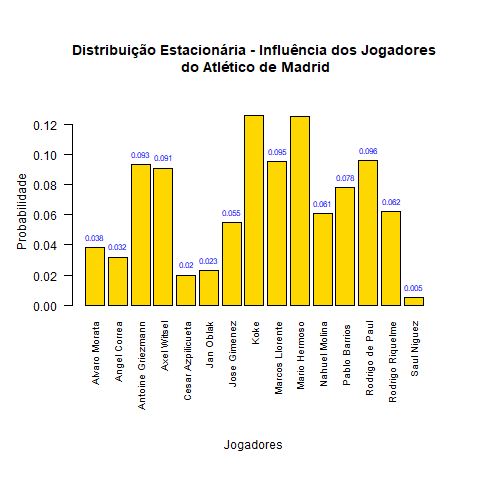 Distribuição Estacionária - Influência dos Jogadores
do Atlético de Madrid
Probabilidade
0.12
0.10
0.08
0.06
0.04
0.02
0.00
0.038
0.032
0.093
0.091
0.02
0.023
0.055
0.095
0.061
0.078
0.096
0.062
0.005
Alvaro Morata
Angel Correa
Antoine Griezmann
Axel Witsel
Cesar Azpilicueta
Jan Oblak
Jose Gimenez
Koke
Marcos Llorente
Mario Hermoso
Nahuel Molina
Pablo Barrios
Rodrigo de Paul
Rodrigo Riquelme
Saul Niguez
Jogadores